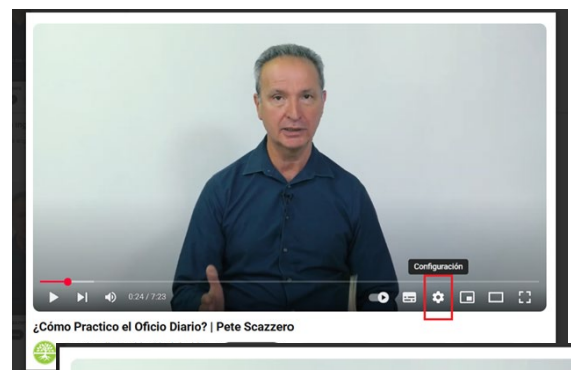 Configuración
0:24 / 7:23
¿Cómo Practico el Oficio Diario? | Pete Scazzero